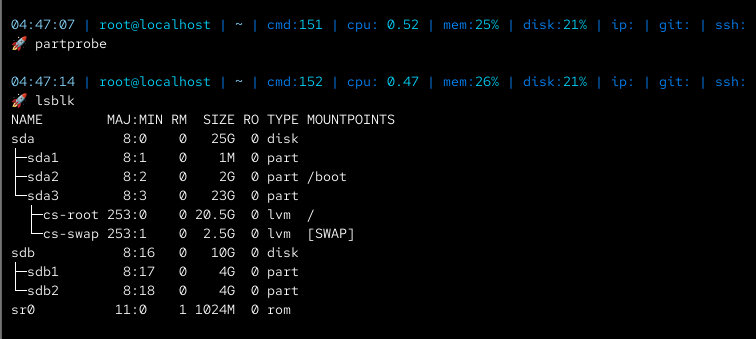 04:47:07 | root@localhost | ~ | cmd:151 | cpu: 0.52 | mem:25% | disk:21% | ip: | git: | ssh:
🚀 partprobe
04:47:14 | root@localhost | ~ | cmd:152 | cpu: 0.47 | mem:26% | disk:21% | ip: | git: | ssh:
🚀 lsblk
NAME        MAJ:MIN RM  SIZE RO TYPE MOUNTPOINTS
sda           8:0    0   25G  0 disk
├─sda1        8:1    0    1M  0 part
├─sda2        8:2    0    2G  0 part /boot
└─sda3        8:3    0   23G  0 part
  ├─cs-root 253:0    0 20.5G  0 lvm  /
  └─cs-swap 253:1    0  2.5G  0 lvm  [SWAP]
sdb           8:16   0   10G  0 disk
├─sdb1        8:17   0    4G  0 part
└─sdb2        8:18   0    4G  0 part
sr0          11:0    1 1024M  0 rom